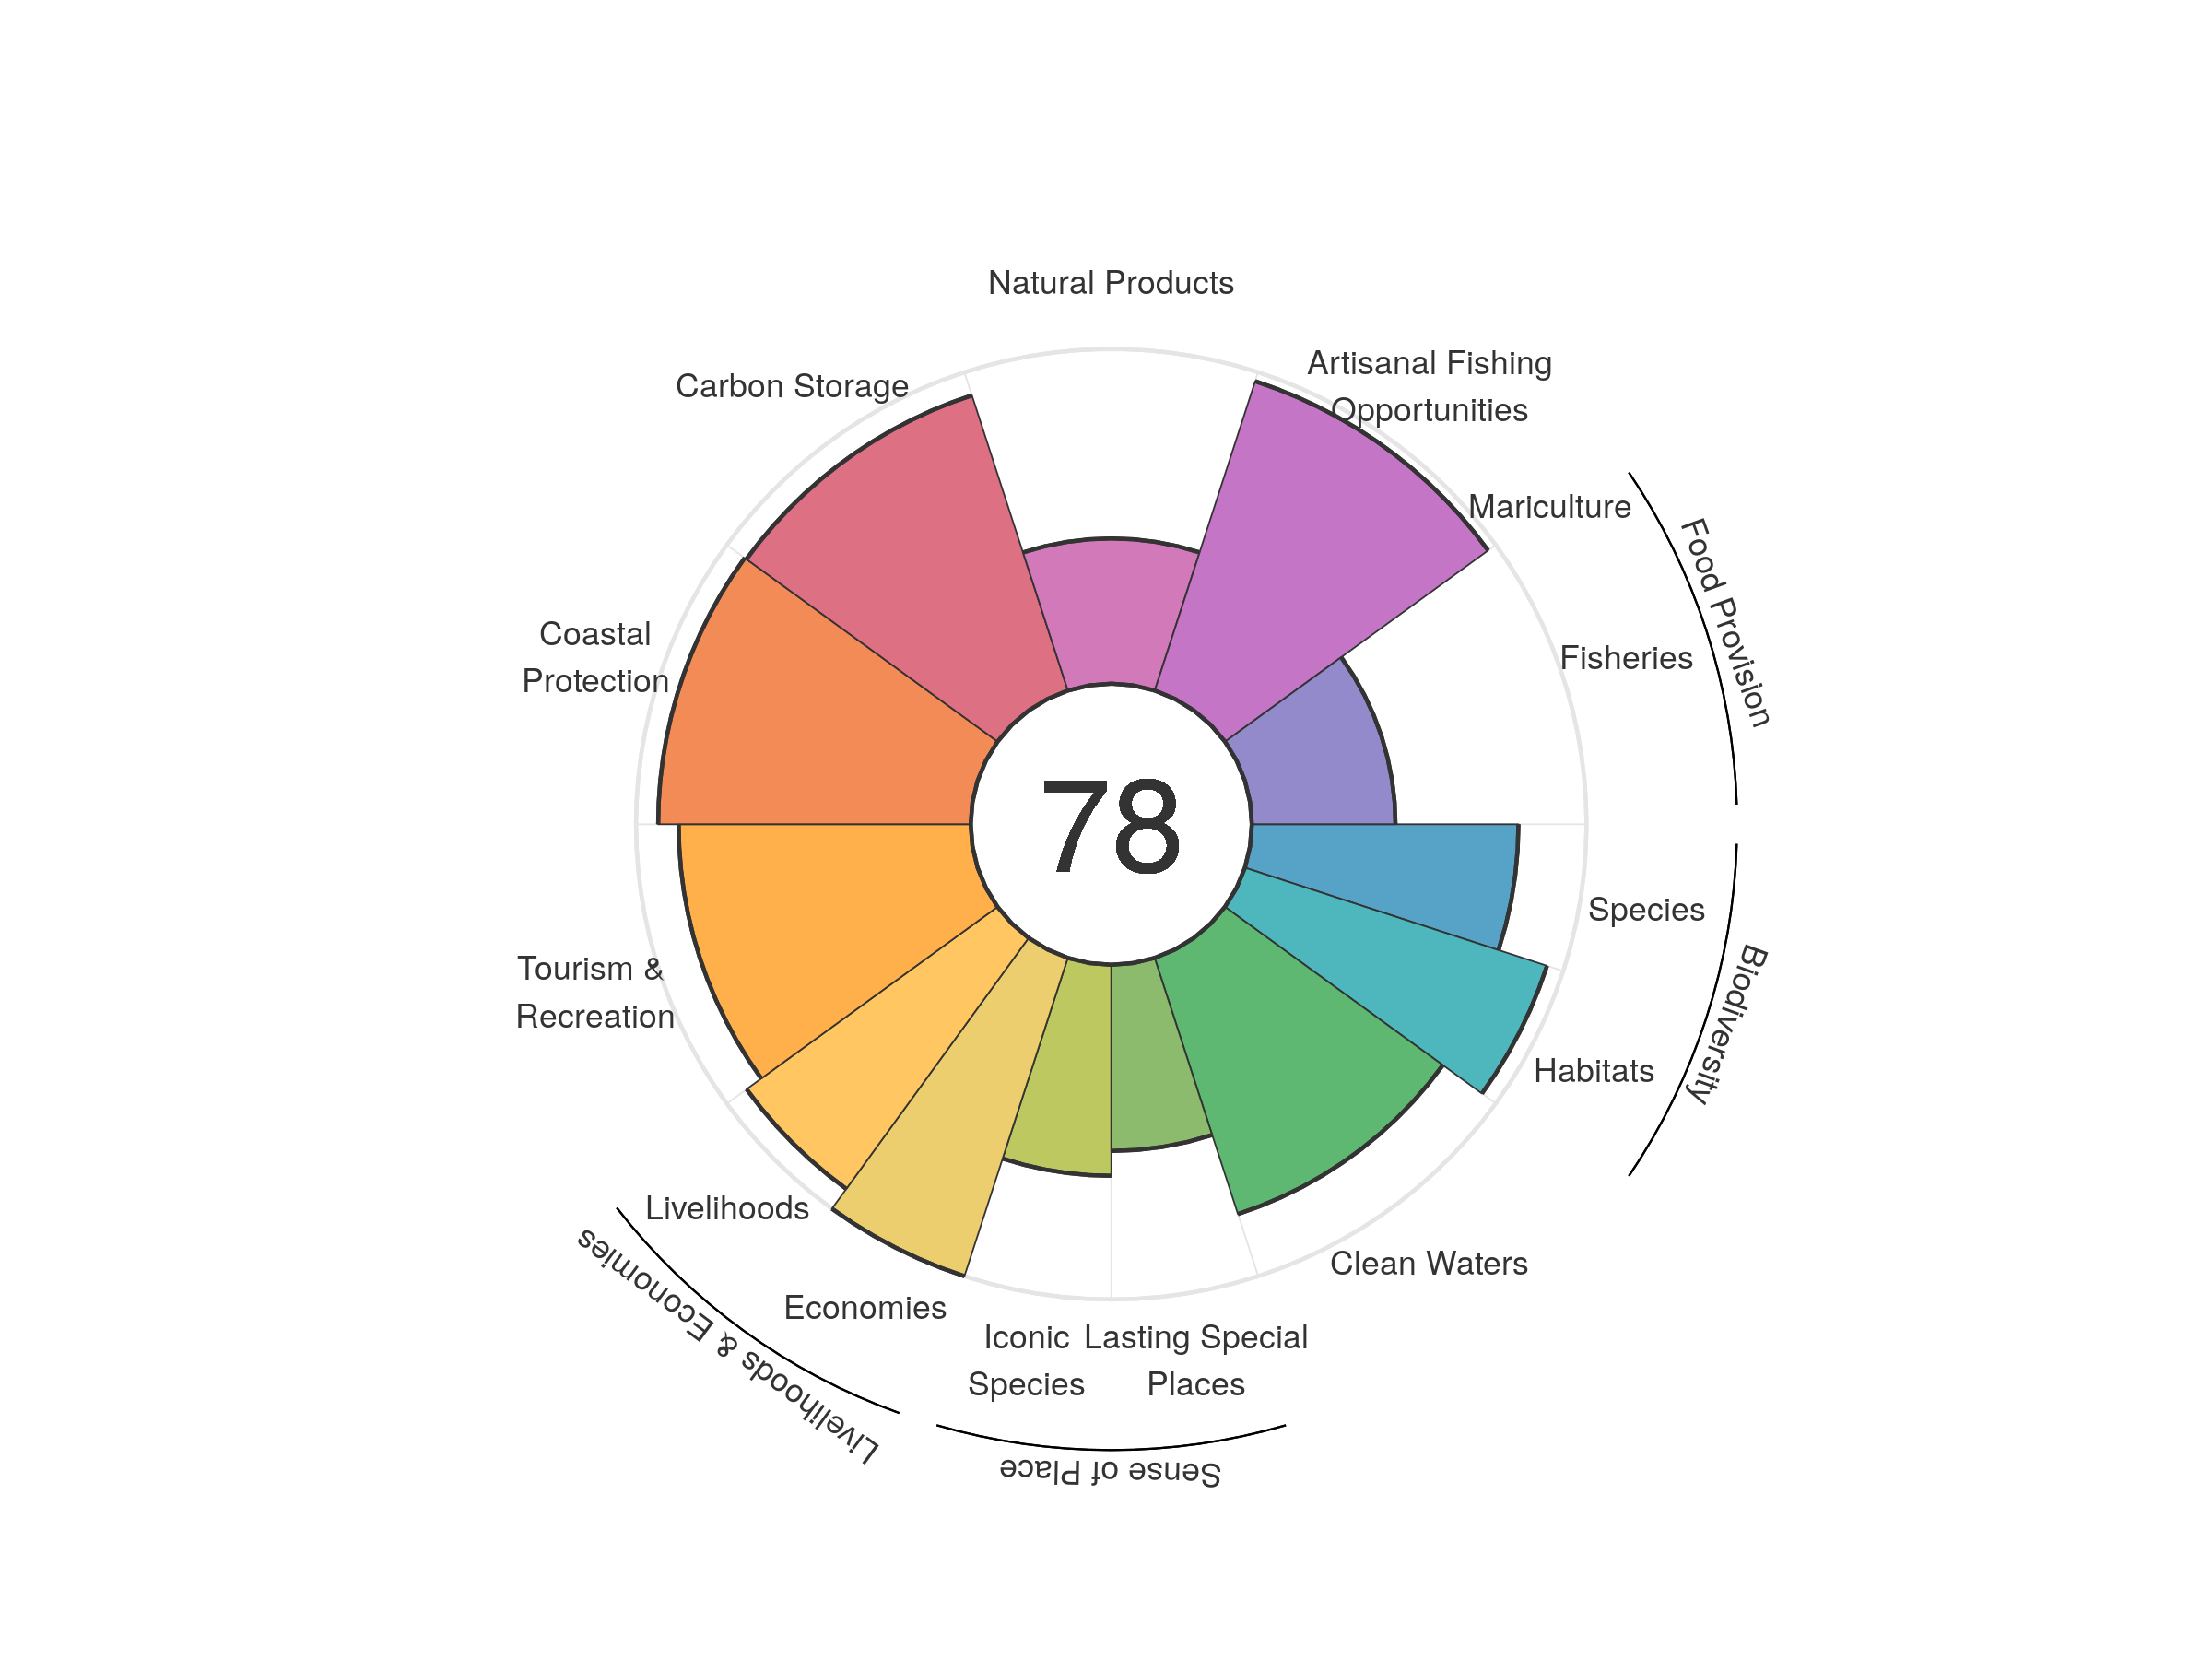 Natural Products
Artisanal Fishing
Opportunities
Carbon Storage
Mariculture
Food Provision
Fisheries
Coastal
Protection
78
Species
Biodiversity
Tourism &
Recreation
Habitats
Livelihoods
Livelihoods & Economies
Clean Waters
Economies
Iconic
Species
Lasting Special
Places
Sense of Place